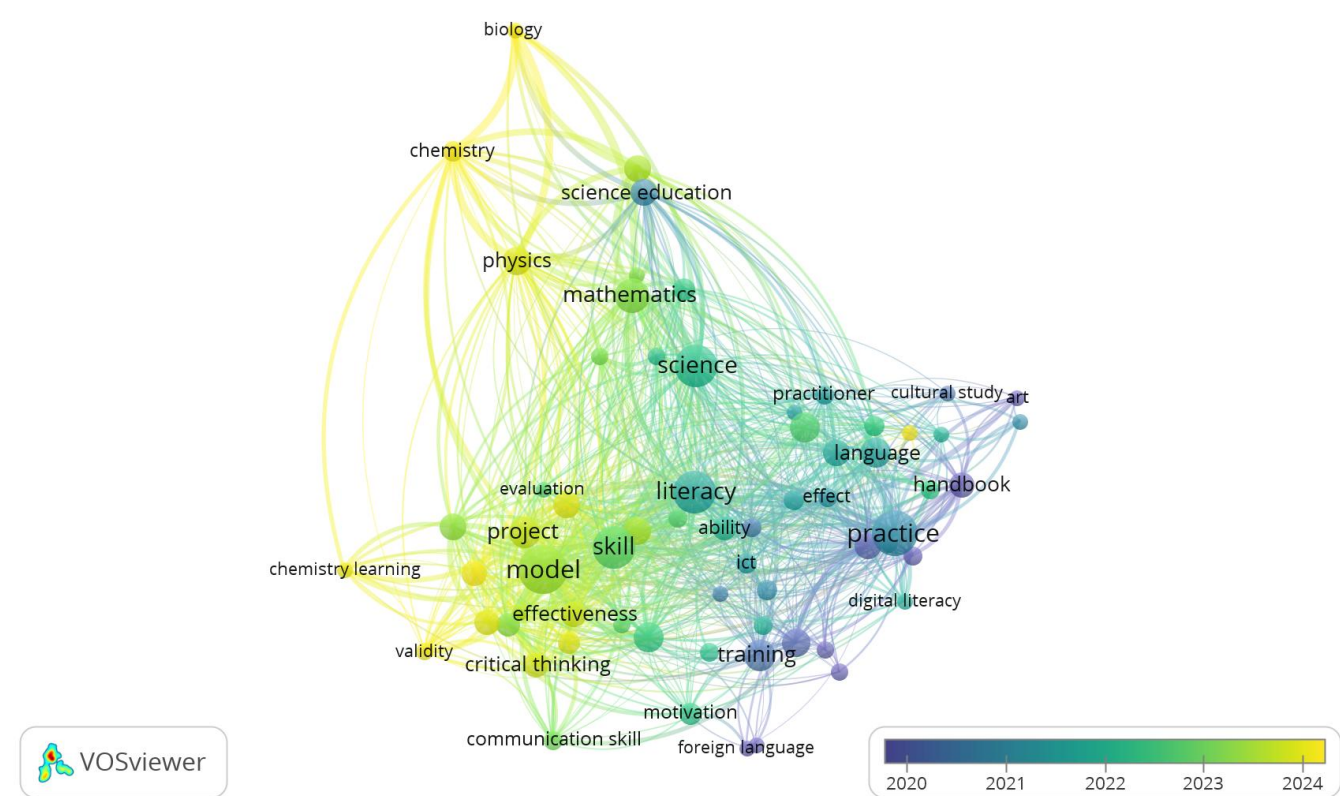 biology
chemistry
science education
physics
mathematics
science
practitioner
cultural study
art
language
evaluation
literacy
effect
handbook
project
skill
ability
practice
model
ict
chemistry learning
effectiveness
digital literacy
validity
critical thinking
training
motivation
communication skill
foreign language
VOSviewer
2020 2021 2022 2023 2024